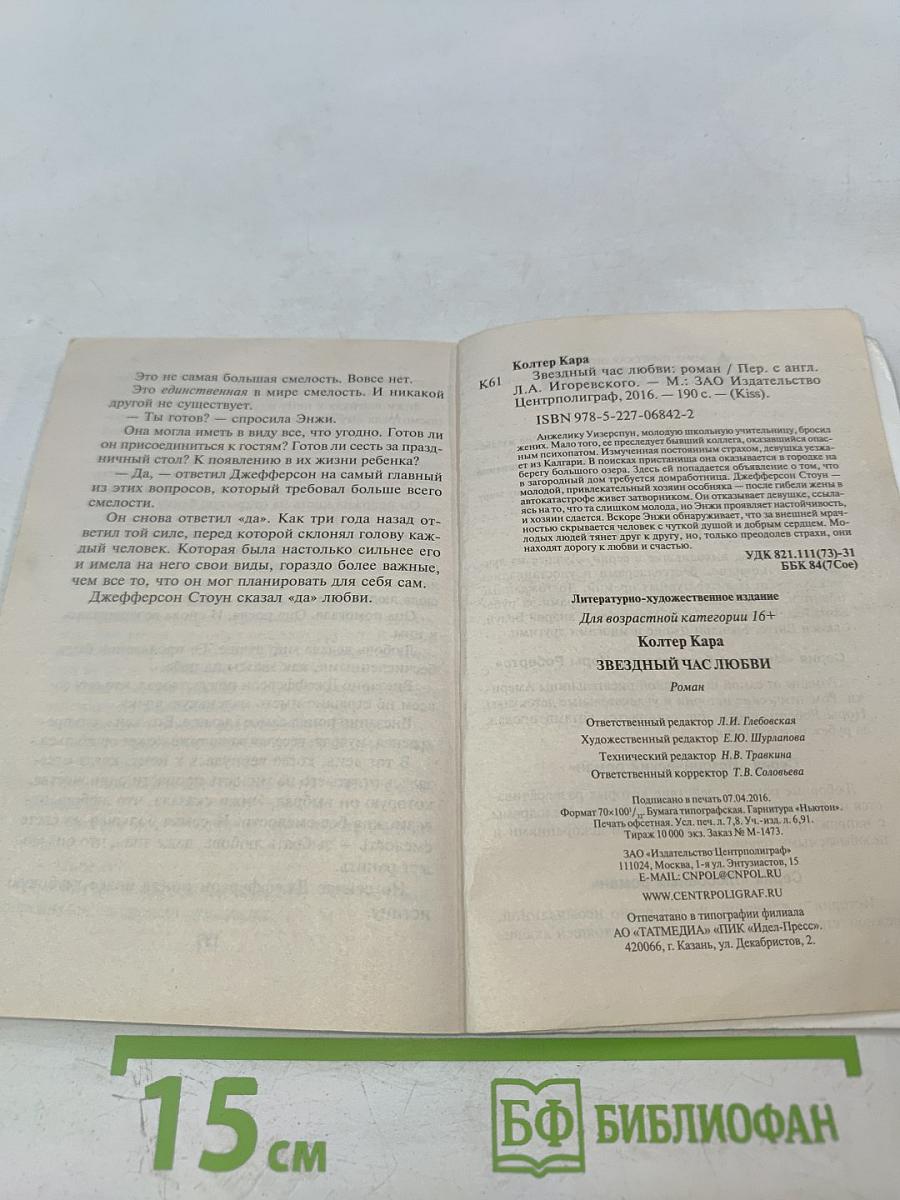 Это не самая большая смелость. Вовсе нет.
Это единственная в мире смелость. И никакой
другой не существует.
— Ты готов? — спросила Энжи.
Она могла иметь в виду все, что угодно. Готов ли
он присоединиться к гостям? Готов ли сесть за празд-
ничный стол? К появлению в их жизни ребенка?
— Да, — ответил Джефферсон на самый главный
из этих вопросов, который требовал больше всего
смелости.
Он снова ответил «да». Как три года назад от-
ветил той силе, перед которой склонял голову каж-
дый человек. Которая была настолько сильнее его
и имела на него свои виды, гораздо более важные,
чем все то, что он мог планировать для себя сам.
Джефферсон Стоун сказал «да» любви.
Колтер Кара
К61
Звездный час любви: роман / Пер. с англ.
Л.А. Игоревского. — М.: ЗАО Издательство
Центрполиграф, 2016. — 190 с. — (Kiss).
ISBN 978-5-227-06842-2
Анжелику Уизерспун, молодую школьную учительницу, бросил
жених. Мало того, ее преследует бывший коллега, оказавшийся опас-
ным психопатом. Измученная постоянным страхом, девушка уезжа-
ет из Калгари. В поисках пристанища она оказывается в городке на
берегу большого озера. Здесь ей попадается объявление о том, что
в загородный дом требуется домработница. Джефферсон Стоун —
молодой, привлекательный хозяин особняка — после гибели жены в
автокатастрофе живет затворником. Он отказывает девушке, ссыла-
ясь на то, что та слишком молода, но Энжи проявляет настойчивость,
и хозяин сдается. Вскоре Энжи обнаруживает, что за внешней мрач-
ностью скрывается человек с чуткой душой и добрым сердцем. Мо-
лодых людей тянет друг к другу, но, только преодолев страхи, они
находят дорогу к любви и счастью.
УДК 821.111(73)-31
ББК 84(7Сое)
Литературно-художественное издание
Для возрастной категории 16+
Колтер Кара
ЗВЕЗДНЫЙ ЧАС ЛЮБВИ
Роман
Ответственный редактор Л.И. Глебовская
Художественный редактор Е.Ю. Шурлапова
Технический редактор Н.В. Травкина
Ответственный корректор Т.В. Соловьева
Подписано в печать 07.04.2016.
Формат 70×100¹/₃₂. Бумага типографская. Гарнитура «Ньютон».
Печать офсетная. Усл. печ. л. 7,8. Уч.-изд. л. 6,91.
Тираж 10 000 экз. Заказ № М-1473.
ЗАО «Издательство Центрполиграф»
111024, Москва, 1-я ул. Энтузиастов, 15
E-MAIL: CNPOL@CNPOL.RU
WWW.CENTRPOLIGRAF.RU
Отпечатано в типографии филиала
АО «ТАТМЕДИА» «ПИК «Идел-Пресс».
420066, г. Казань, ул. Декабристов, 2.
15 см
БФ БИБЛИОФАН